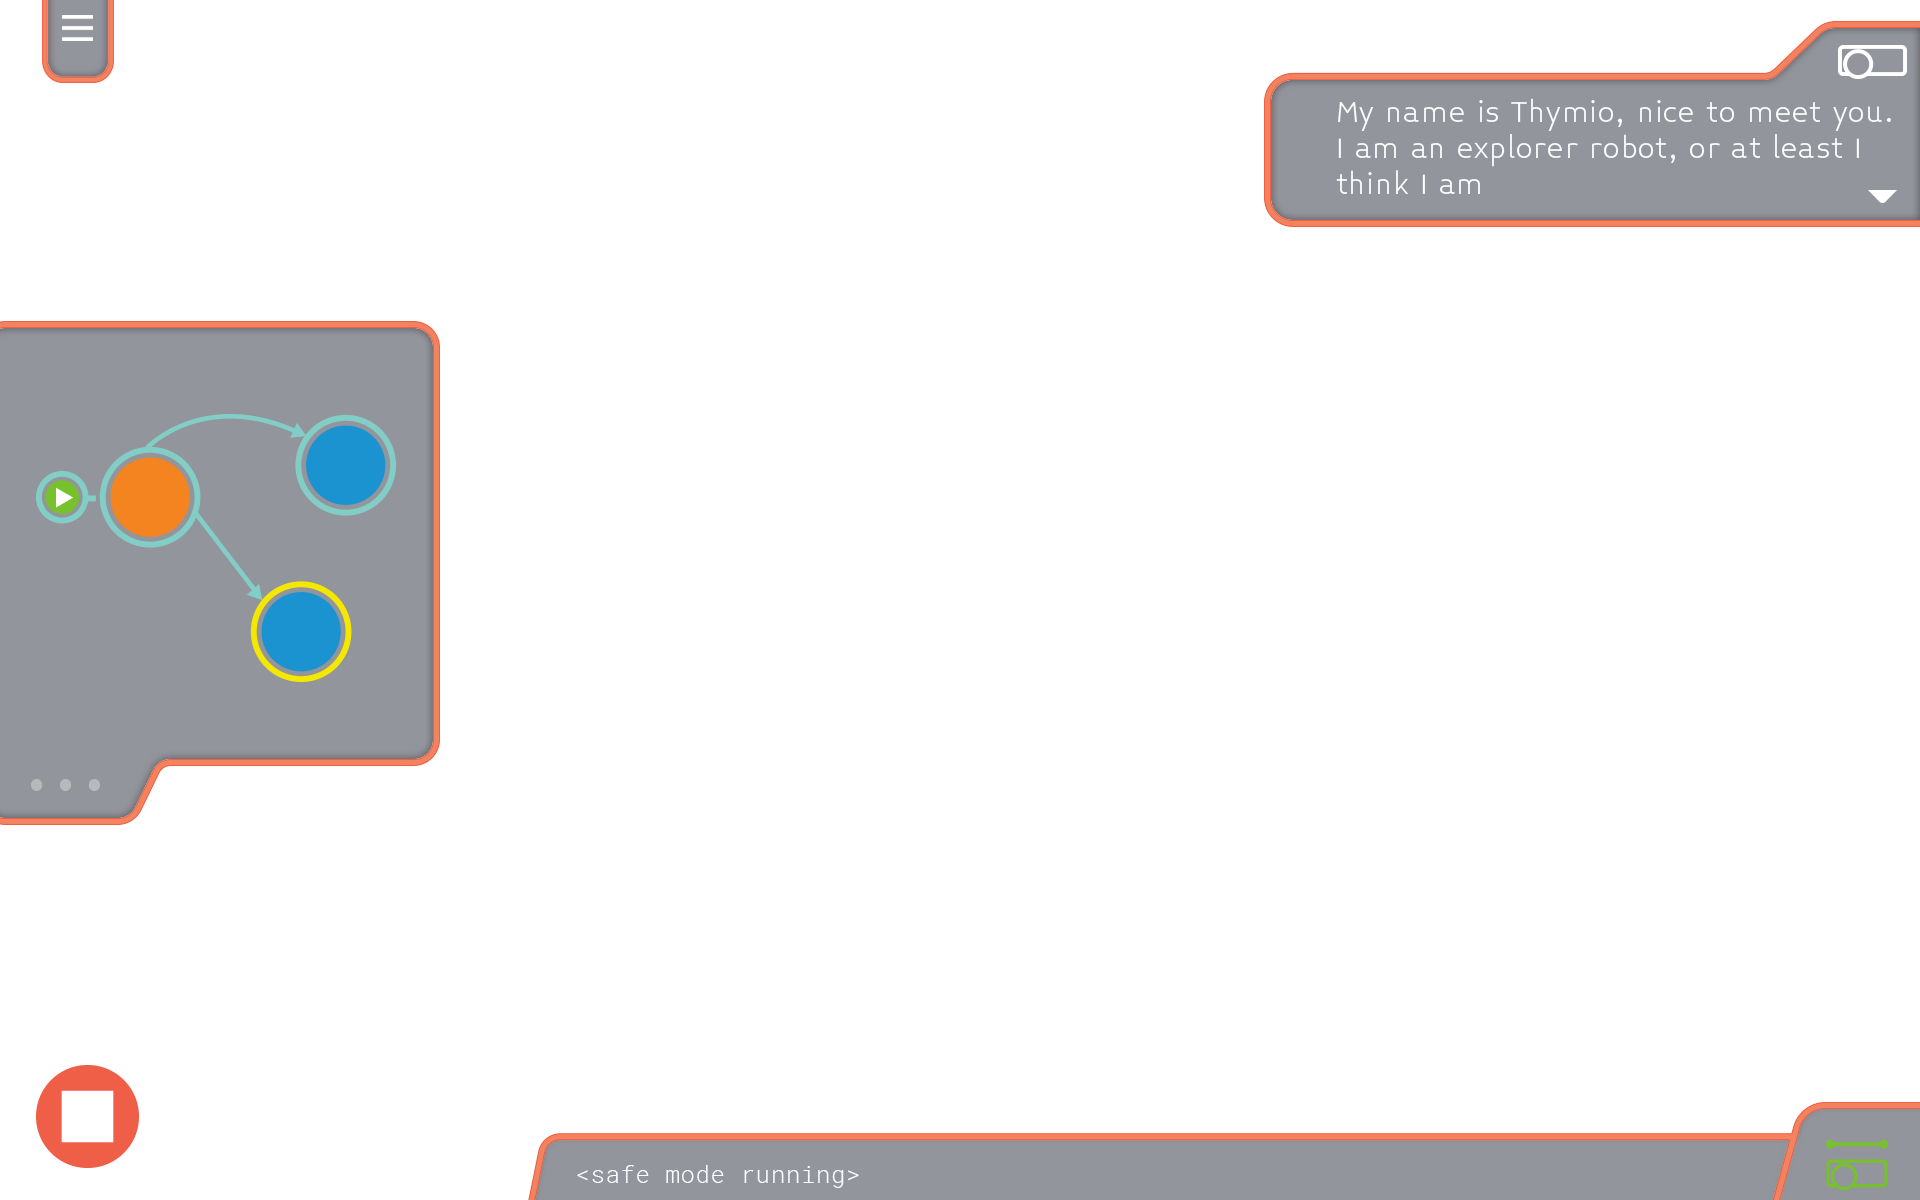 My name is Thymio, nice to meet you.
I am an explorer robot, or at least I
think I am
<safe mode running>